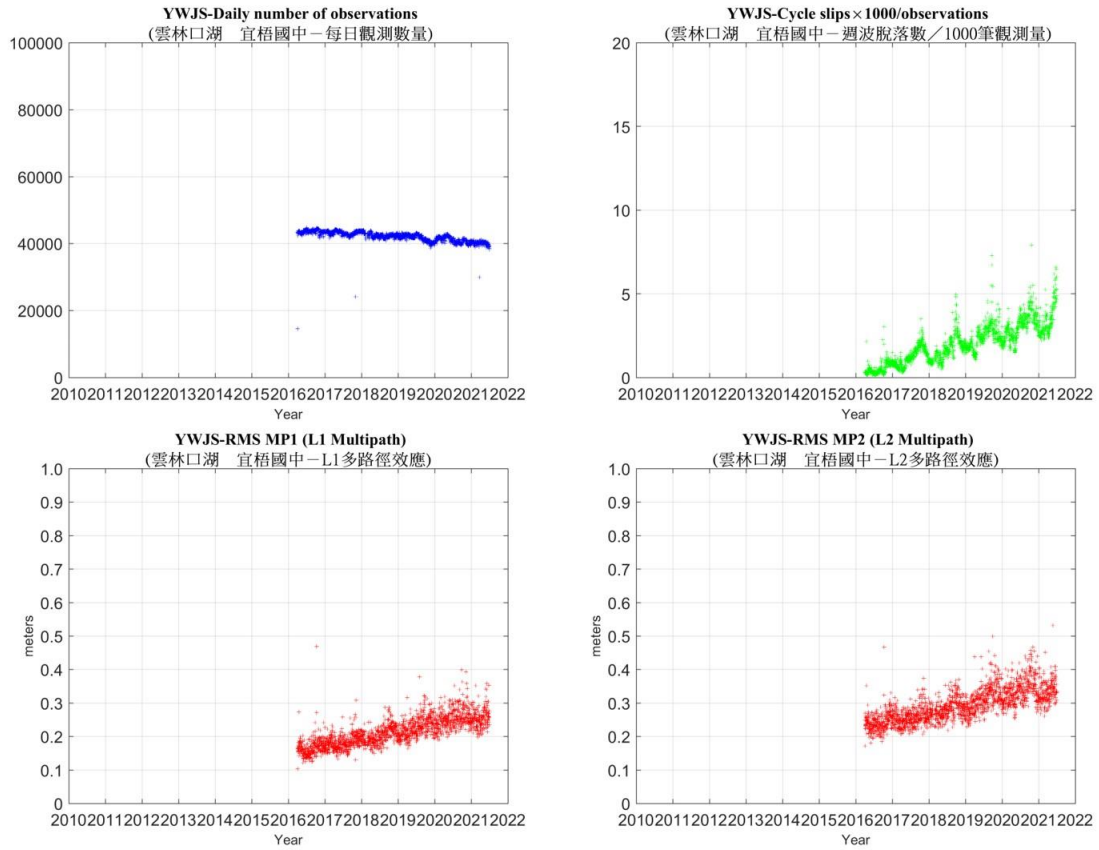 YWJS-Daily number of observations
(雲林口湖　宜梧國中－每日觀測數量)
100000
80000
60000
40000
20000
0
2010 2011 2012 2013 2014 2015 2016 2017 2018 2019 2020 2021 2022
Year
YWJS-Cycle slips×1000/observations
(雲林口湖　宜梧國中－週波脫落數／1000筆觀測量)
20
15
10
5
0
2010 2011 2012 2013 2014 2015 2016 2017 2018 2019 2020 2021 2022
Year
YWJS-RMS MP1 (L1 Multipath)
(雲林口湖　宜梧國中－L1多路徑效應)
1.0
0.9
0.8
0.7
0.6
0.5
0.4
0.3
0.2
0.1
0
meters
2010 2011 2012 2013 2014 2015 2016 2017 2018 2019 2020 2021 2022
Year
YWJS-RMS MP2 (L2 Multipath)
(雲林口湖　宜梧國中－L2多路徑效應)
1.0
0.9
0.8
0.7
0.6
0.5
0.4
0.3
0.2
0.1
0
meters
2010 2011 2012 2013 2014 2015 2016 2017 2018 2019 2020 2021 2022
Year